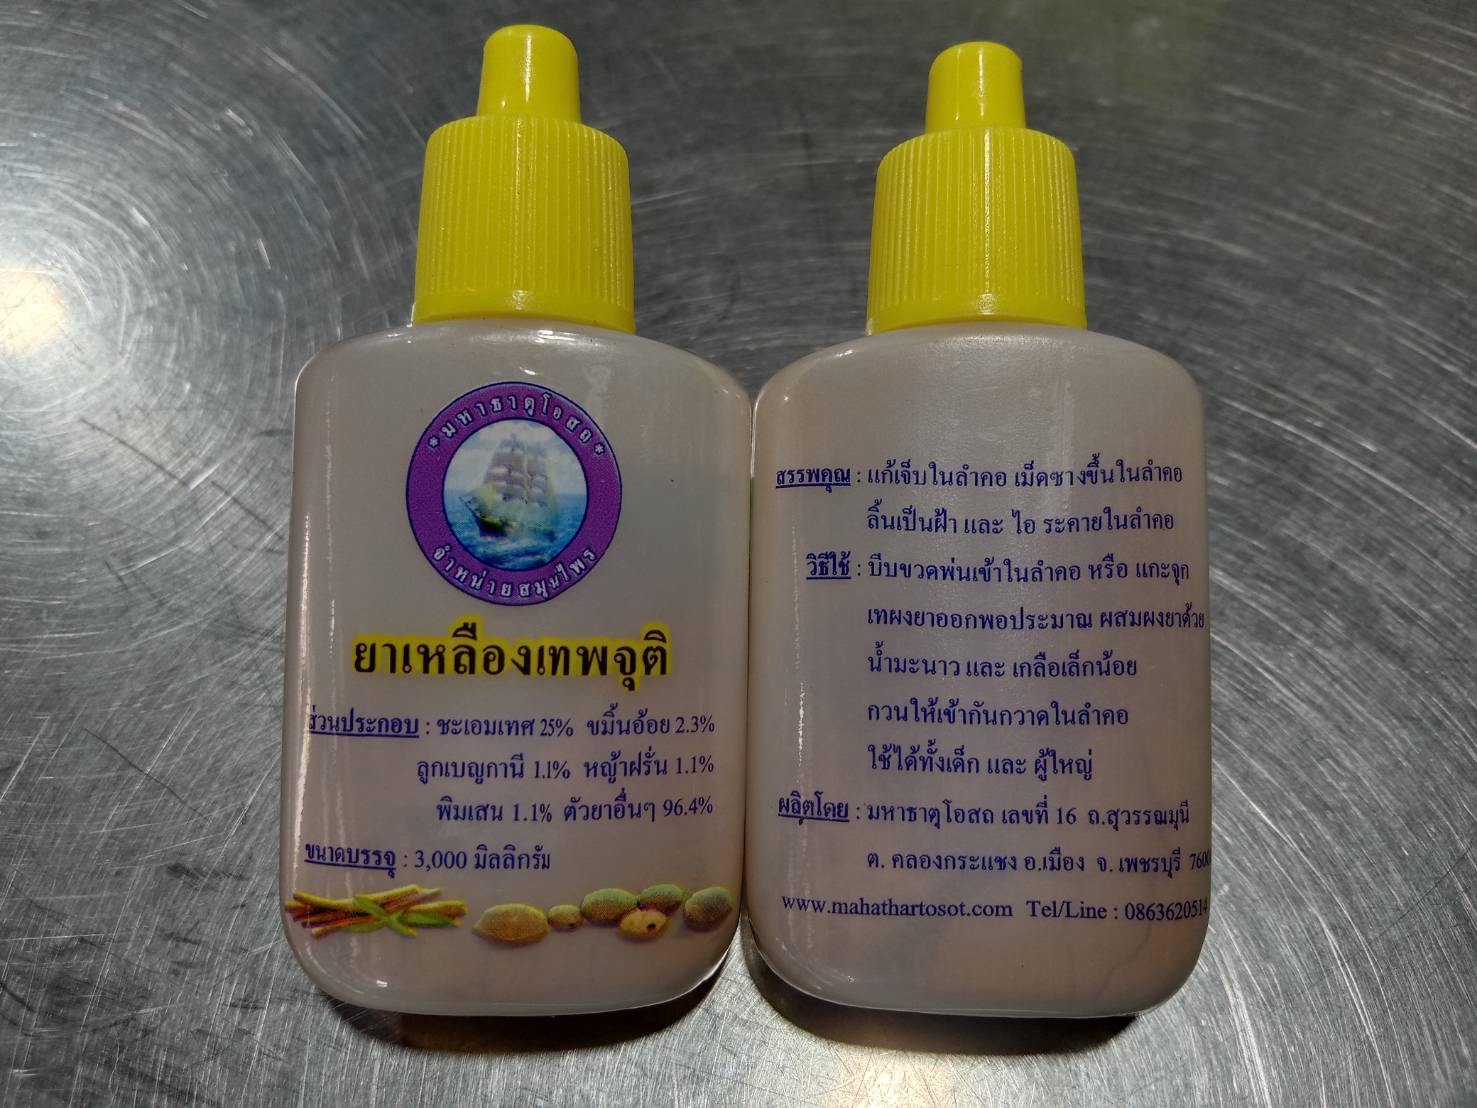 *มหาธาตุโอสถ*
จำหน่ายสมุนไพร
ยาเหลืองเทพจุติ
ส่วนประกอบ : ชะเอมเทศ 25% ขมิ้นอ้อย 2.3%
ลูกเบญกานี 1.1% หญ้าฝรั่น 1.1%
พิมเสน 1.1% ตัวยาอื่นๆ 96.4%
ขนาดบรรจุ : 3,000 มิลลิกรัม
สรรพคุณ : แก้เจ็บในลำคอ เม็ดซางขึ้นในลำคอ
ลิ้นเป็นฝ้า และ ไอ ระคายในลำคอ
วิธีใช้ : บีบขวดพ่นเข้าในลำคอ หรือ แกะจุก
เทผงยาออกพอประมาณ ผสมผงยาด้วย
น้ำมะนาว และ เกลือเล็กน้อย
กวนให้เข้ากันกวาดในลำคอ
ใช้ได้ทั้งเด็ก และ ผู้ใหญ่
ผลิตโดย : มหาธาตุโอสถ เลขที่ 16 ถ.สุวรรณมุนี
ต. คลองกระแชง อ.เมือง จ. เพชรบุรี 7600
www.mahathartosot.com Tel/Line : 0863620514